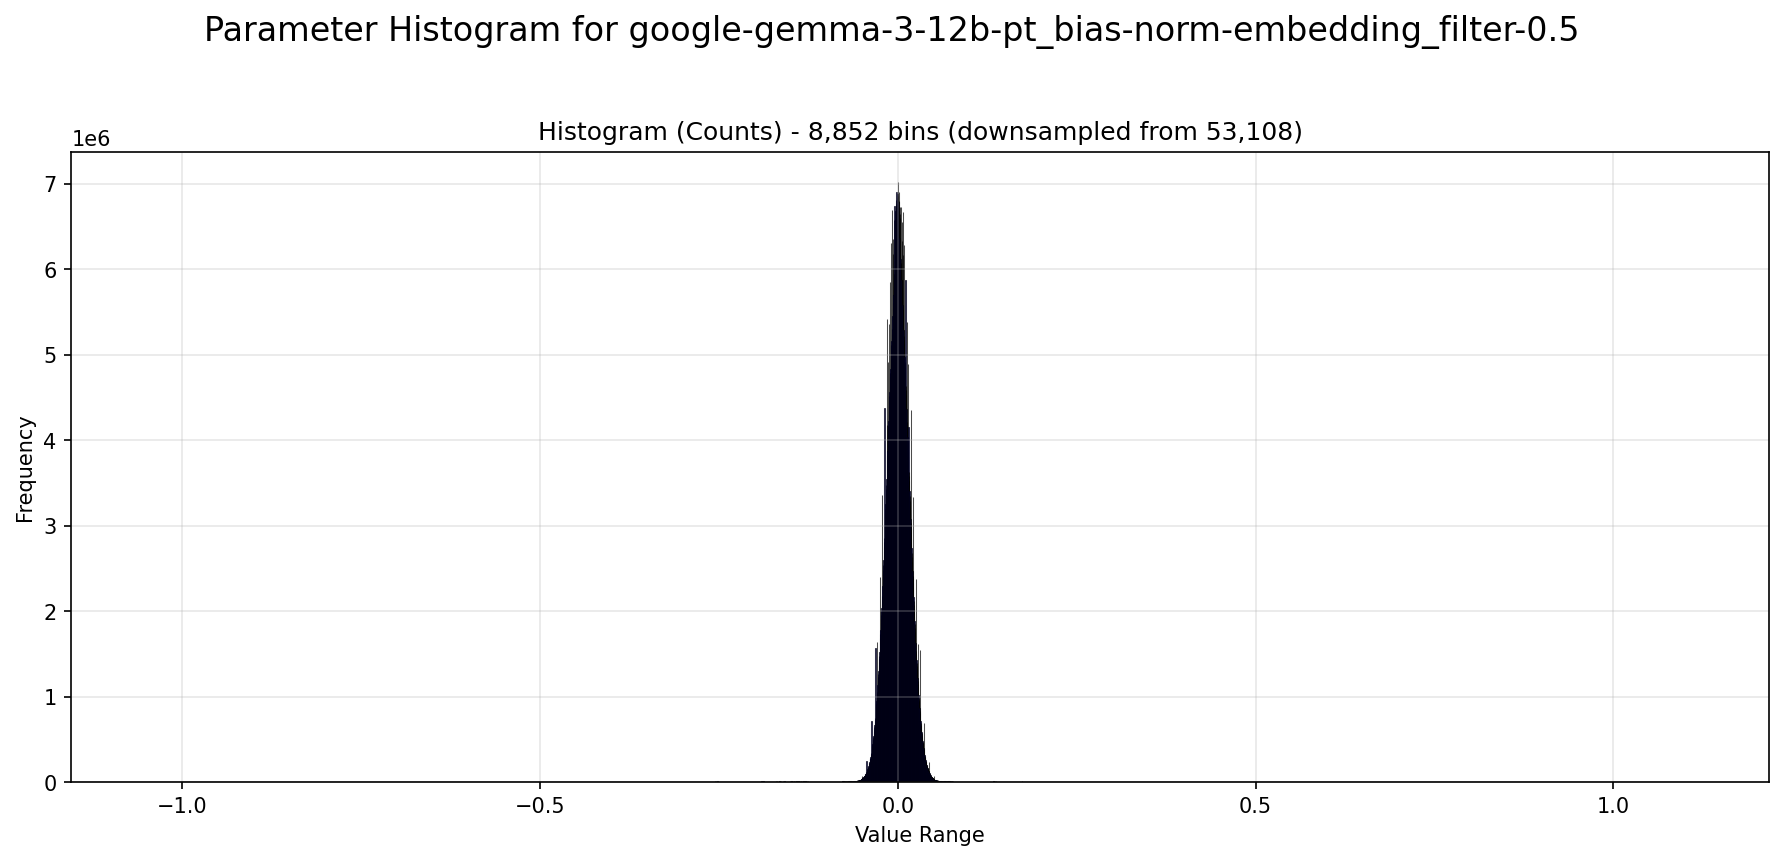 Parameter Histogram for google-gemma-3-12b-pt_bias-norm-embedding_filter-0.5
Histogram (Counts) - 8,852 bins (downsampled from 53,108)
1e6
7
6
5
4
3
2
1
0
Frequency
−1.0
−0.5
0.0
0.5
1.0
Value Range